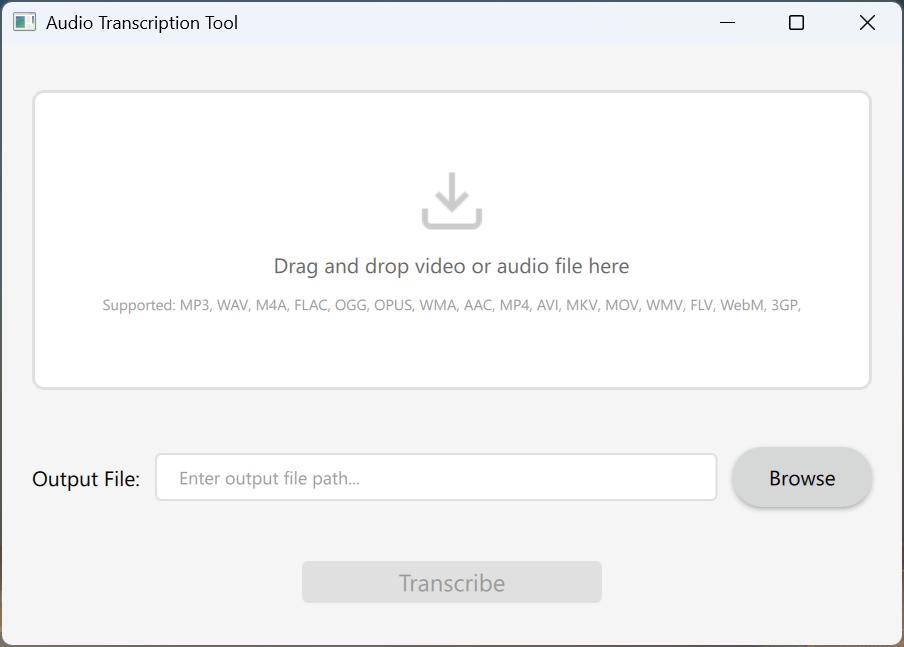 Audio Transcription Tool
Drag and drop video or audio file here
Supported: MP3, WAV, M4A, FLAC, OGG, OPUS, WMA, AAC, MP4, AVI, MKV, MOV, WMV, FLV, WebM, 3GP,
Output File: Enter output file path... Browse
Transcribe